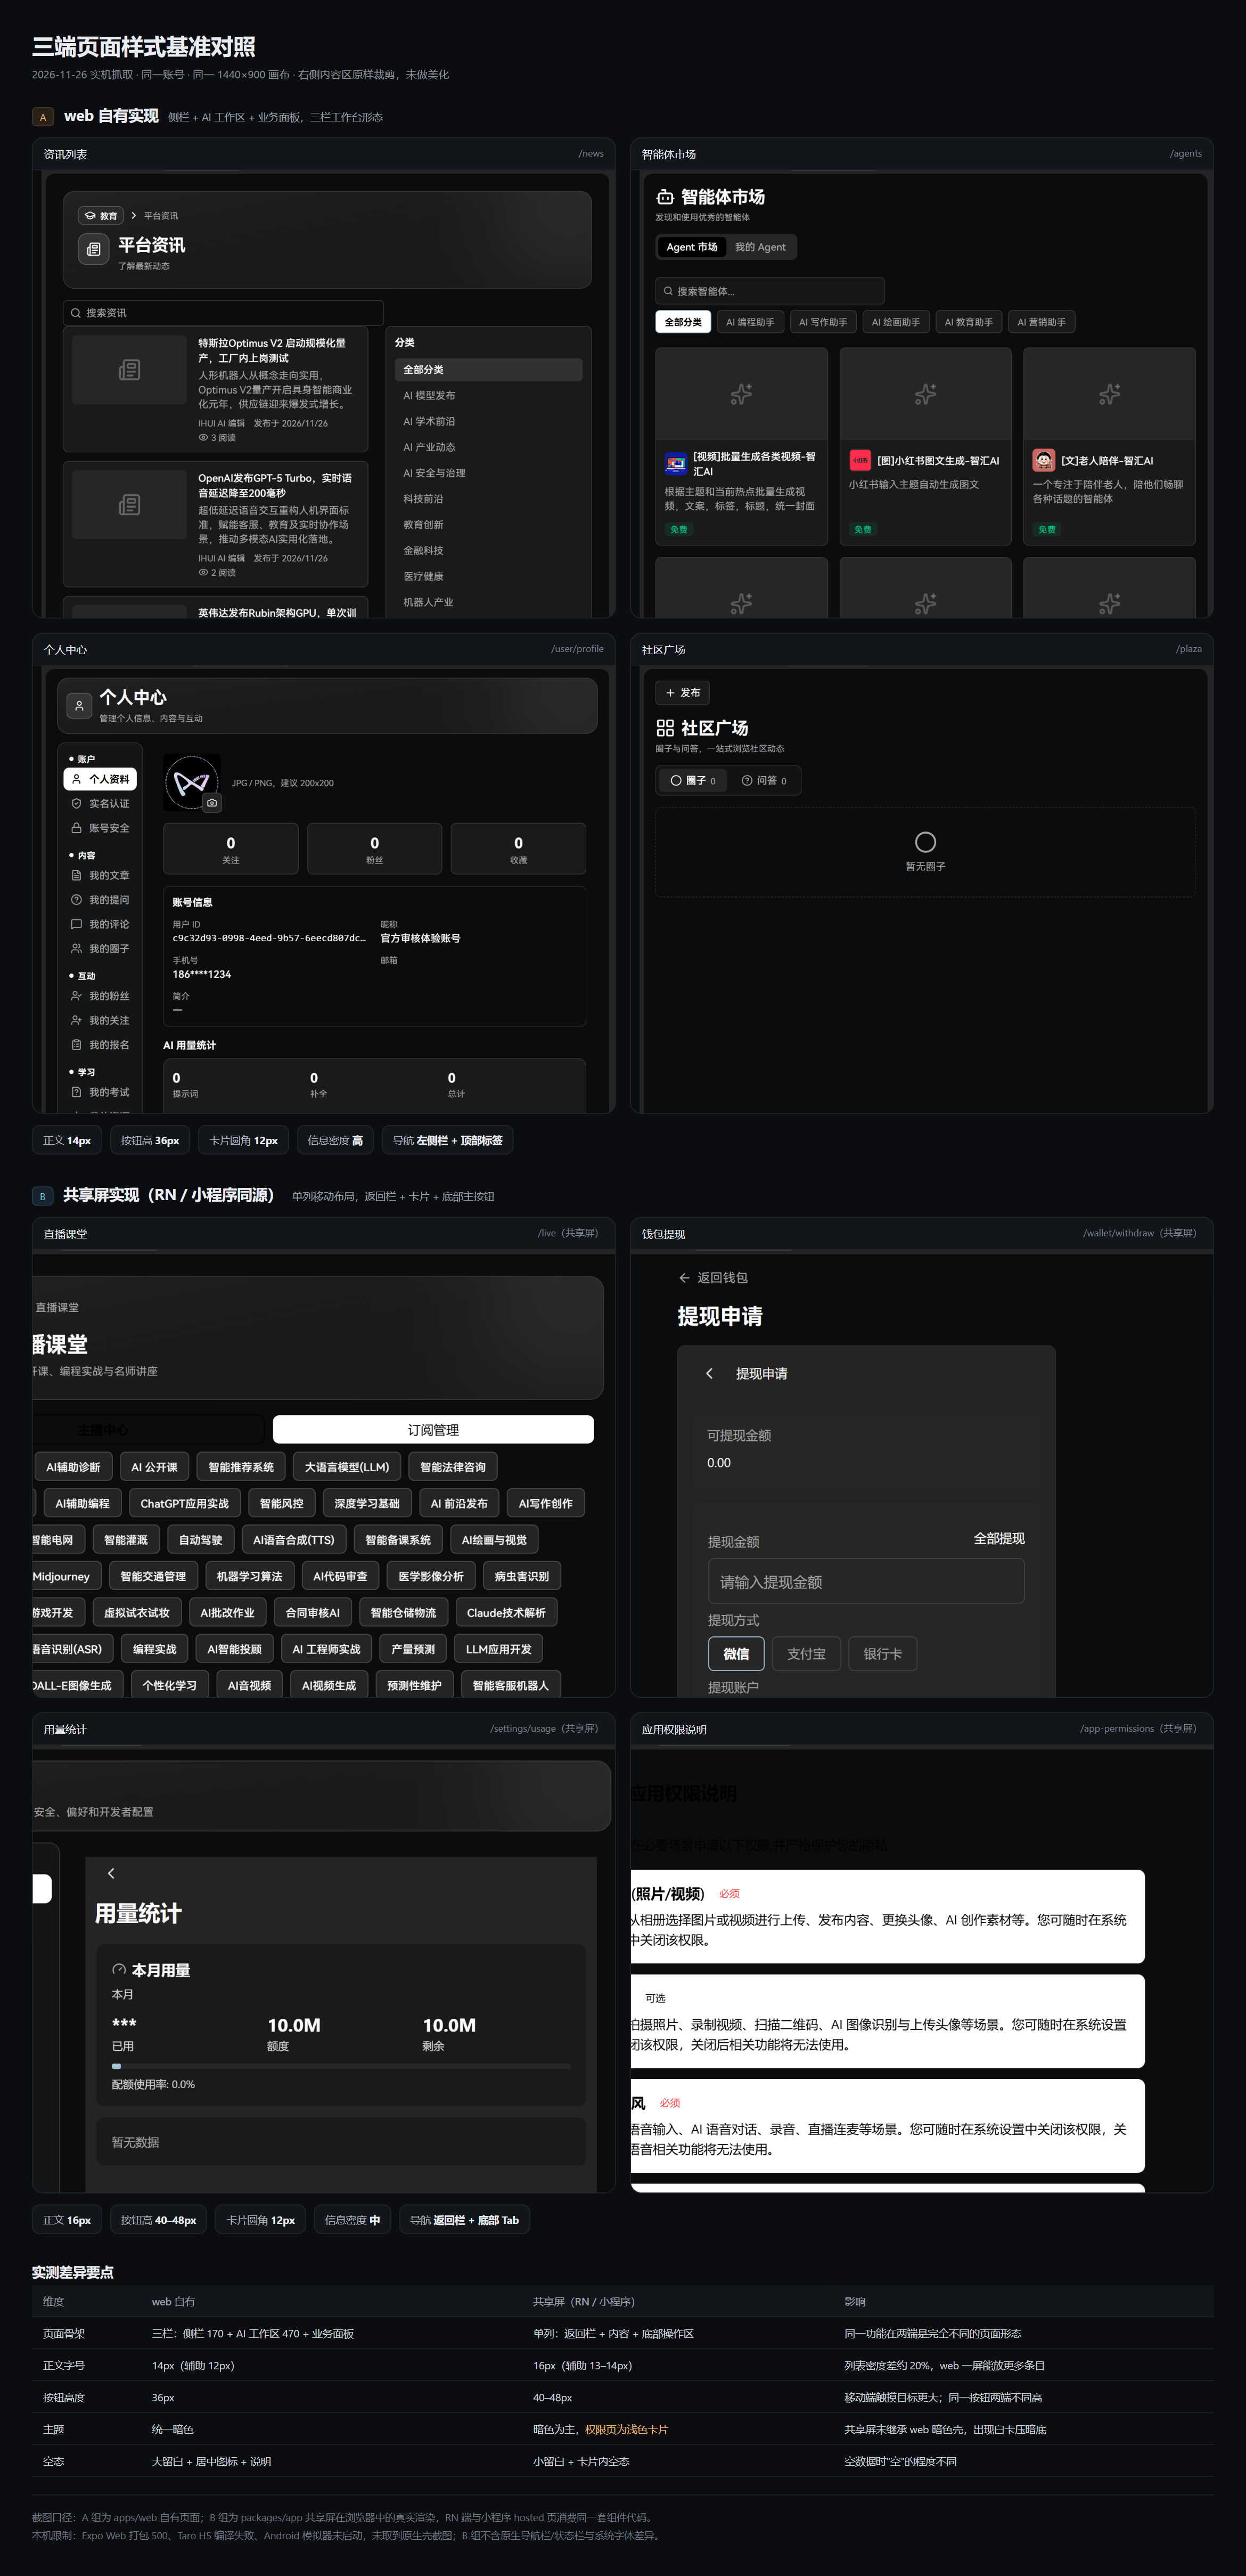 三端页面样式基准对照
2026-11-26 实机抓取 · 同一账号 · 同一 1440×900 画布 · 右侧内容区原样裁剪，未做美化
A web 自有实现 侧栏 + AI 工作区 + 业务面板，三栏工作台形态
资讯列表 /news
教育 > 平台资讯
平台资讯
了解最新动态
搜索资讯
特斯拉Optimus V2 启动规模化量
产，工厂内上岗测试
人形机器人从概念走向实用，
Optimus V2量产开启具身智能商业
化元年，供应链迎来爆发式增长。
IHUI AI 编辑 发布于 2026/11/26
3 阅读
OpenAI发布GPT-5 Turbo，实时语
音延迟降至200毫秒
超低延迟语音交互重构人机界面标
准，赋能客服、教育及实时协作场
景，推动多模态AI实用化落地。
IHUI AI 编辑 发布于 2026/11/26
2 阅读
英伟达发布Rubin架构GPU，单次训
分类
全部分类
AI 模型发布
AI 学术前沿
AI 产业动态
AI 安全与治理
科技前沿
教育创新
金融科技
医疗健康
机器人产业
智能体市场 /agents
智能体市场
发现和使用优秀的智能体
Agent 市场 我的 Agent
搜索智能体...
全部分类 AI 编程助手 AI 写作助手 AI 绘画助手 AI 教育助手 AI 营销助手
[视频]批量生成各类视频-智
汇AI
根据主题和当前热点批量生成视
频，文案，标签，标题，统一封面
免费
小红书
[图]小红书图文生成-智汇AI
小红书输入主题自动生成图文
免费
[文]老人陪伴-智汇AI
一个专注于陪伴老人，陪他们畅聊
各种话题的智能体
免费
个人中心 /user/profile
个人中心
管理个人信息、内容与互动
账户
个人资料
实名认证
账号安全
内容
我的文章
我的提问
我的评论
我的圈子
互动
我的粉丝
我的关注
我的报名
学习
我的考试
JPG / PNG，建议 200x200
0 0 0
关注 粉丝 收藏
账号信息
用户 ID 昵称
c9c32d93-0998-4eed-9b57-6eecd807dc… 官方审核体验账号
手机号 邮箱
186****1234
简介
—
AI 用量统计
0 0 0
提示词 补全 总计
社区广场 /plaza
+ 发布
社区广场
圈子与问答，一站式浏览社区动态
圈子 0 问答 0
暂无圈子
正文 14px 按钮高 36px 卡片圆角 12px 信息密度 高 导航 左侧栏 + 顶部标签
B 共享屏实现（RN / 小程序同源） 单列移动布局，返回栏 + 卡片 + 底部主按钮
直播课堂 /live（共享屏）
直播课堂
播课堂
开课、编程实战与名师讲座
主播中心 订阅管理
AI辅助诊断 AI 公开课 智能推荐系统 大语言模型(LLM) 智能法律咨询
AI辅助编程 ChatGPT应用实战 智能风控 深度学习基础 AI 前沿发布 AI写作创作
智能电网 智能灌溉 自动驾驶 AI语音合成(TTS) 智能备课系统 AI绘画与视觉
Midjourney 智能交通管理 机器学习算法 AI代码审查 医学影像分析 病虫害识别
游戏开发 虚拟试衣试妆 AI批改作业 合同审核AI 智能仓储物流 Claude技术解析
语音识别(ASR) 编程实战 AI智能投顾 AI 工程师实战 产量预测 LLM应用开发
DALL-E图像生成 个性化学习 AI音视频 AI视频生成 预测性维护 智能客服机器人
钱包提现 /wallet/withdraw（共享屏）
返回钱包
提现申请
提现申请
可提现金额
0.00
提现金额 全部提现
请输入提现金额
提现方式
微信 支付宝 银行卡
提现账户
用量统计 /settings/usage（共享屏）
安全、偏好和开发者配置
用量统计
本月用量
本月
*** 10.0M 10.0M
已用 额度 剩余
配额使用率: 0.0%
暂无数据
应用权限说明 /app-permissions（共享屏）
应用权限说明
在必要场景申请以下权限,并严格保护您的隐私
(照片/视频) 必须
从相册选择图片或视频进行上传、发布内容、更换头像、AI 创作素材等。您可随时在系统
中关闭该权限。
可选
拍摄照片、录制视频、扫描二维码、AI 图像识别与上传头像等场景。您可随时在系统设置
闭该权限，关闭后相关功能将无法使用。
风 必须
语音输入、AI 语音对话、录音、直播连麦等场景。您可随时在系统设置中关闭该权限，关
语音相关功能将无法使用。
正文 16px 按钮高 40–48px 卡片圆角 12px 信息密度 中 导航 返回栏 + 底部 Tab
实测差异要点
维度 web 自有 共享屏（RN / 小程序） 影响
页面骨架 三栏：侧栏 170 + AI 工作区 470 + 业务面板 单列：返回栏 + 内容 + 底部操作区 同一功能在两端是完全不同的页面形态
正文字号 14px（辅助 12px） 16px（辅助 13–14px） 列表密度差约 20%，web 一屏能放更多条目
按钮高度 36px 40–48px 移动端触摸目标更大；同一按钮两端不同高
主题 统一暗色 暗色为主，权限页为浅色卡片 共享屏未继承 web 暗色壳，出现白卡压暗底
空态 大留白 + 居中图标 + 说明 小留白 + 卡片内空态 空数据时“空”的程度不同
截图口径：A 组为 apps/web 自有页面；B 组为 packages/app 共享屏在浏览器中的真实渲染，RN 端与小程序 hosted 页消费同一套组件代码。
本机限制：Expo Web 打包 500、Taro H5 编译失败、Android 模拟器未启动，未取到原生壳截图；B 组不含原生导航栏/状态栏与系统字体差异。